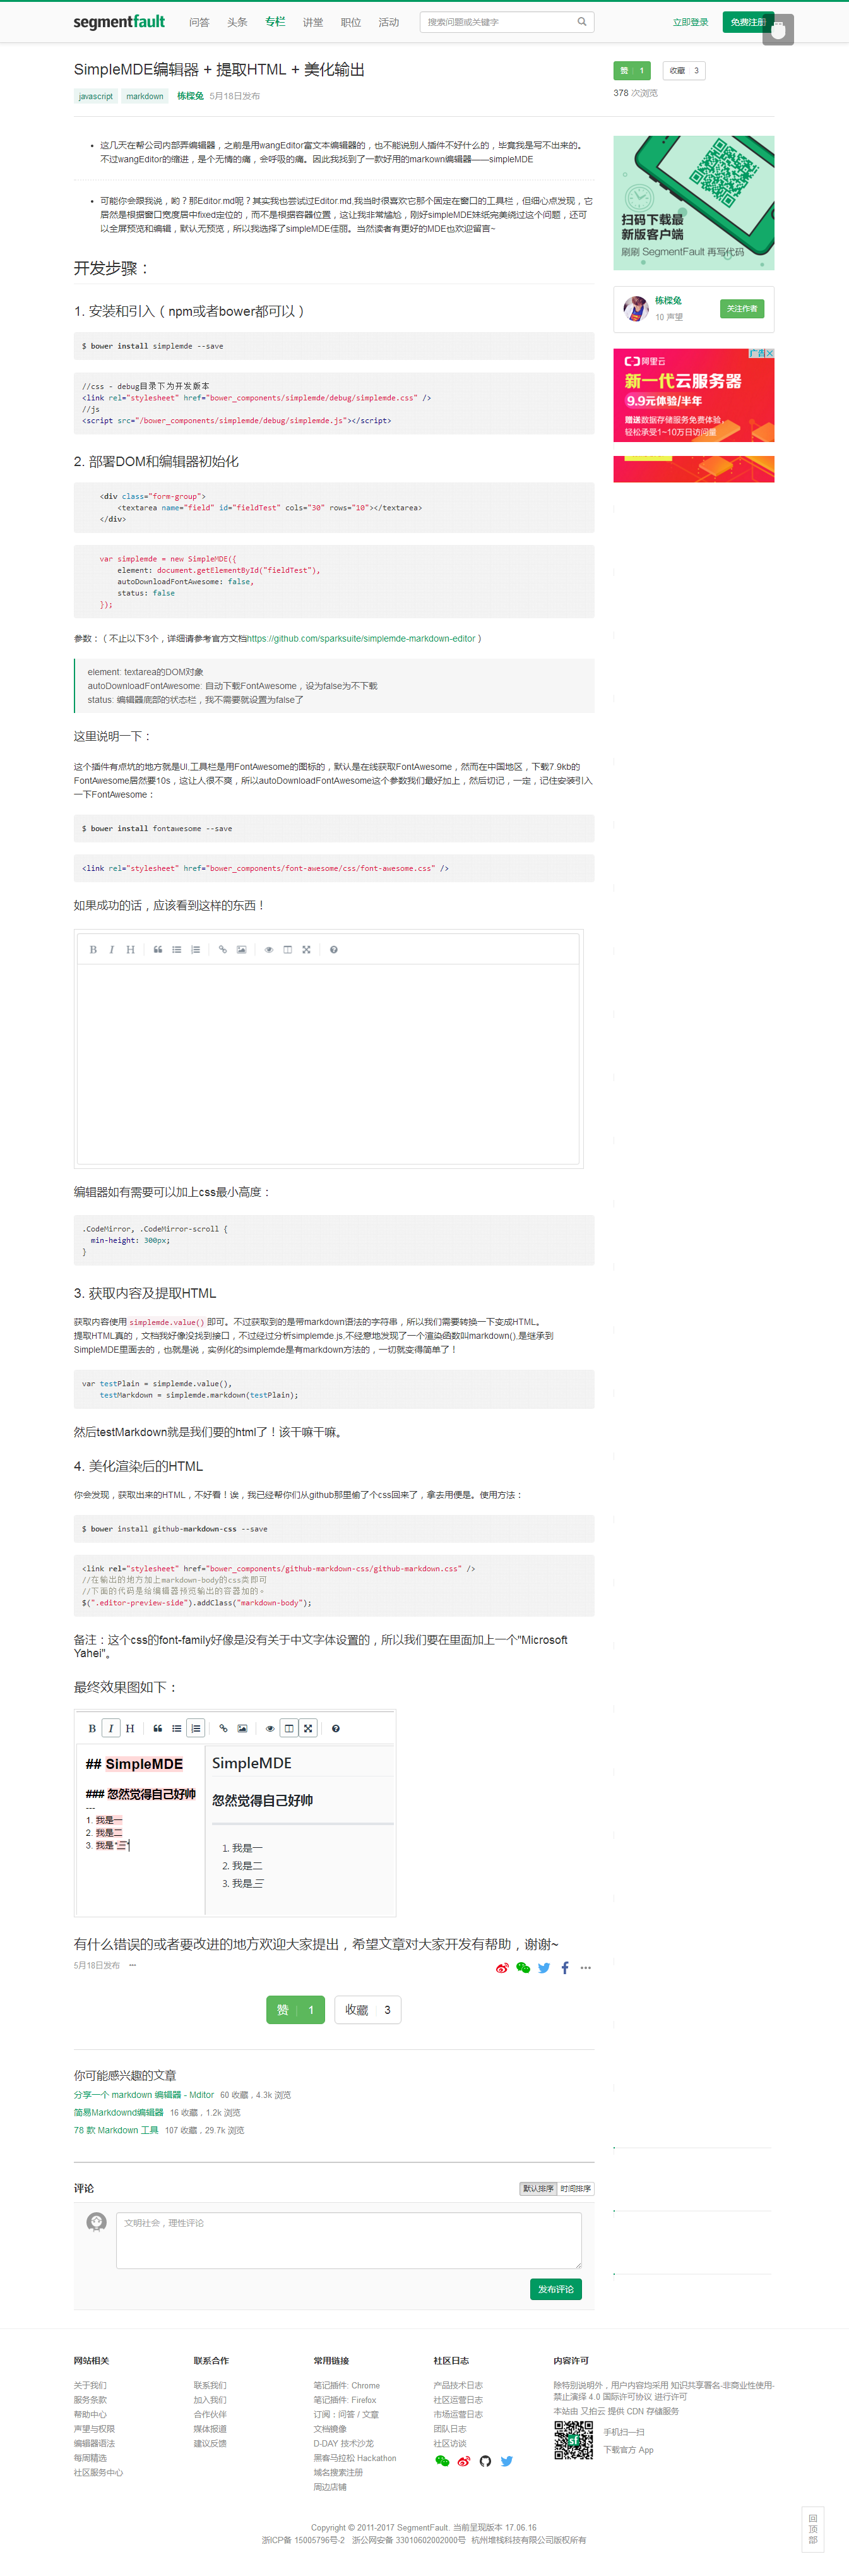 segmentfault 问答 头条 专栏 讲堂 职位 活动 搜索问题或关键字 立即登录 免费注册
SimpleMDE编辑器 + 提取HTML + 美化输出
javascript markdown 栋樑兔 5月18日发布
赞 1 收藏 3
378 次浏览
这几天在帮公司内部弄编辑器，之前是用wangEditor富文本编辑器的，也不能说别人插件不好什么的，毕竟我是写不出来的。
不过wangEditor的缩进，是个无情的痛，会呼吸的痛。因此我找到了一款好用的markown编辑器——simpleMDE
可能你会跟我说，哟？那Editor.md呢？其实我也尝试过Editor.md,我当时很喜欢它那个固定在窗口的工具栏，但细心点发现，它
居然是根据窗口宽度居中fixed定位的，而不是根据容器位置，这让我非常尴尬，刚好simpleMDE妹纸完美绕过这个问题，还可
以全屏预览和编辑，默认无预览，所以我选择了simpleMDE佳丽。当然读者有更好的MDE也欢迎留言~
扫码下载最
新版客户端
刷刷 SegmentFault 再写代码
栋樑兔
10 声望
关注作者
广告
阿里云
新一代云服务器
9.9元体验/半年
赠送数据存储服务免费体验
轻松承受1~10万日访问量
开发步骤：
1. 安装和引入（npm或者bower都可以）
$ bower install simplemde --save
//css - debug目录下为开发版本
<link rel="stylesheet" href="bower_components/simplemde/debug/simplemde.css" />
//js
<script src="/bower_components/simplemde/debug/simplemde.js"></script>
2. 部署DOM和编辑器初始化
<div class="form-group">
<textarea name="field" id="fieldTest" cols="30" rows="10"></textarea>
</div>
var simplemde = new SimpleMDE({
element: document.getElementById("fieldTest"),
autoDownloadFontAwesome: false,
status: false
});
参数：（不止以下3个，详细请参考官方文档https://github.com/sparksuite/simplemde-markdown-editor）
element: textarea的DOM对象
autoDownloadFontAwesome: 自动下载FontAwesome，设为false为不下载
status: 编辑器底部的状态栏，我不需要就设置为false了
这里说明一下：
这个插件有点坑的地方就是UI,工具栏是用FontAwesome的图标的，默认是在线获取FontAwesome，然而在中国地区，下载7.9kb的
FontAwesome居然要10s，这让人很不爽，所以autoDownloadFontAwesome这个参数我们最好加上，然后切记，一定，记住安装引入
一下FontAwesome：
$ bower install fontawesome --save
<link rel="stylesheet" href="bower_components/font-awesome/css/font-awesome.css" />
如果成功的话，应该看到这样的东西！
B I H
编辑器如有需要可以加上css最小高度：
.CodeMirror, .CodeMirror-scroll {
min-height: 300px;
}
3. 获取内容及提取HTML
获取内容使用 simplemde.value() 即可。不过获取到的是带markdown语法的字符串，所以我们需要转换一下变成HTML。
提取HTML真的，文档我好像没找到接口，不过经过分析simplemde.js,不经意地发现了一个渲染函数叫markdown(),是继承到
SimpleMDE里面去的，也就是说，实例化的simplemde是有markdown方法的，一切就变得简单了！
var testPlain = simplemde.value(),
testMarkdown = simplemde.markdown(testPlain);
然后testMarkdown就是我们要的html了！该干嘛干嘛。
4. 美化渲染后的HTML
你会发现，获取出来的HTML，不好看！诶，我已经帮你们从github那里偷了个css回来了，拿去用便是。使用方法：
$ bower install github-markdown-css --save
<link rel="stylesheet" href="bower_components/github-markdown-css/github-markdown.css" />
//在输出的地方加上markdown-body的css类即可
//下面的代码是给编辑器预览输出的容器加的。
$(".editor-preview-side").addClass("markdown-body");
备注：这个css的font-family好像是没有关于中文字体设置的，所以我们要在里面加上一个"Microsoft
Yahei"。
最终效果图如下：
B I H
## SimpleMDE
### 忽然觉得自己好帅
---
1. 我是一
2. 我是二
3. 我是*三*
SimpleMDE
忽然觉得自己好帅
1. 我是一
2. 我是二
3. 我是三
有什么错误的或者要改进的地方欢迎大家提出，希望文章对大家开发有帮助，谢谢~
5月18日发布 •••
赞 1 收藏 3
你可能感兴趣的文章
分享一个 markdown 编辑器 - Mditor 60 收藏，4.3k 浏览
简易Markdownd编辑器 16 收藏，1.2k 浏览
78 款 Markdown 工具 107 收藏，29.7k 浏览
评论 默认排序 时间排序
文明社会，理性评论
发布评论
网站相关
关于我们
服务条款
帮助中心
声望与权限
编辑器语法
每周精选
社区服务中心
联系合作
联系我们
加入我们
合作伙伴
媒体报道
建议反馈
常用链接
笔记插件: Chrome
笔记插件: Firefox
订阅：问答 / 文章
文档镜像
D-DAY 技术沙龙
黑客马拉松 Hackathon
域名搜索注册
周边店铺
社区日志
产品技术日志
社区运营日志
市场运营日志
团队日志
社区访谈
内容许可
除特别说明外，用户内容均采用 知识共享署名-非商业性使用-
禁止演绎 4.0 国际许可协议 进行许可
本站由 又拍云 提供 CDN 存储服务
sf
手机扫一扫
下载官方 App
Copyright © 2011-2017 SegmentFault. 当前呈现版本 17.06.16
浙ICP备 15005796号-2 浙公网安备 33010602002000号 杭州堆栈科技有限公司版权所有
回
顶
部